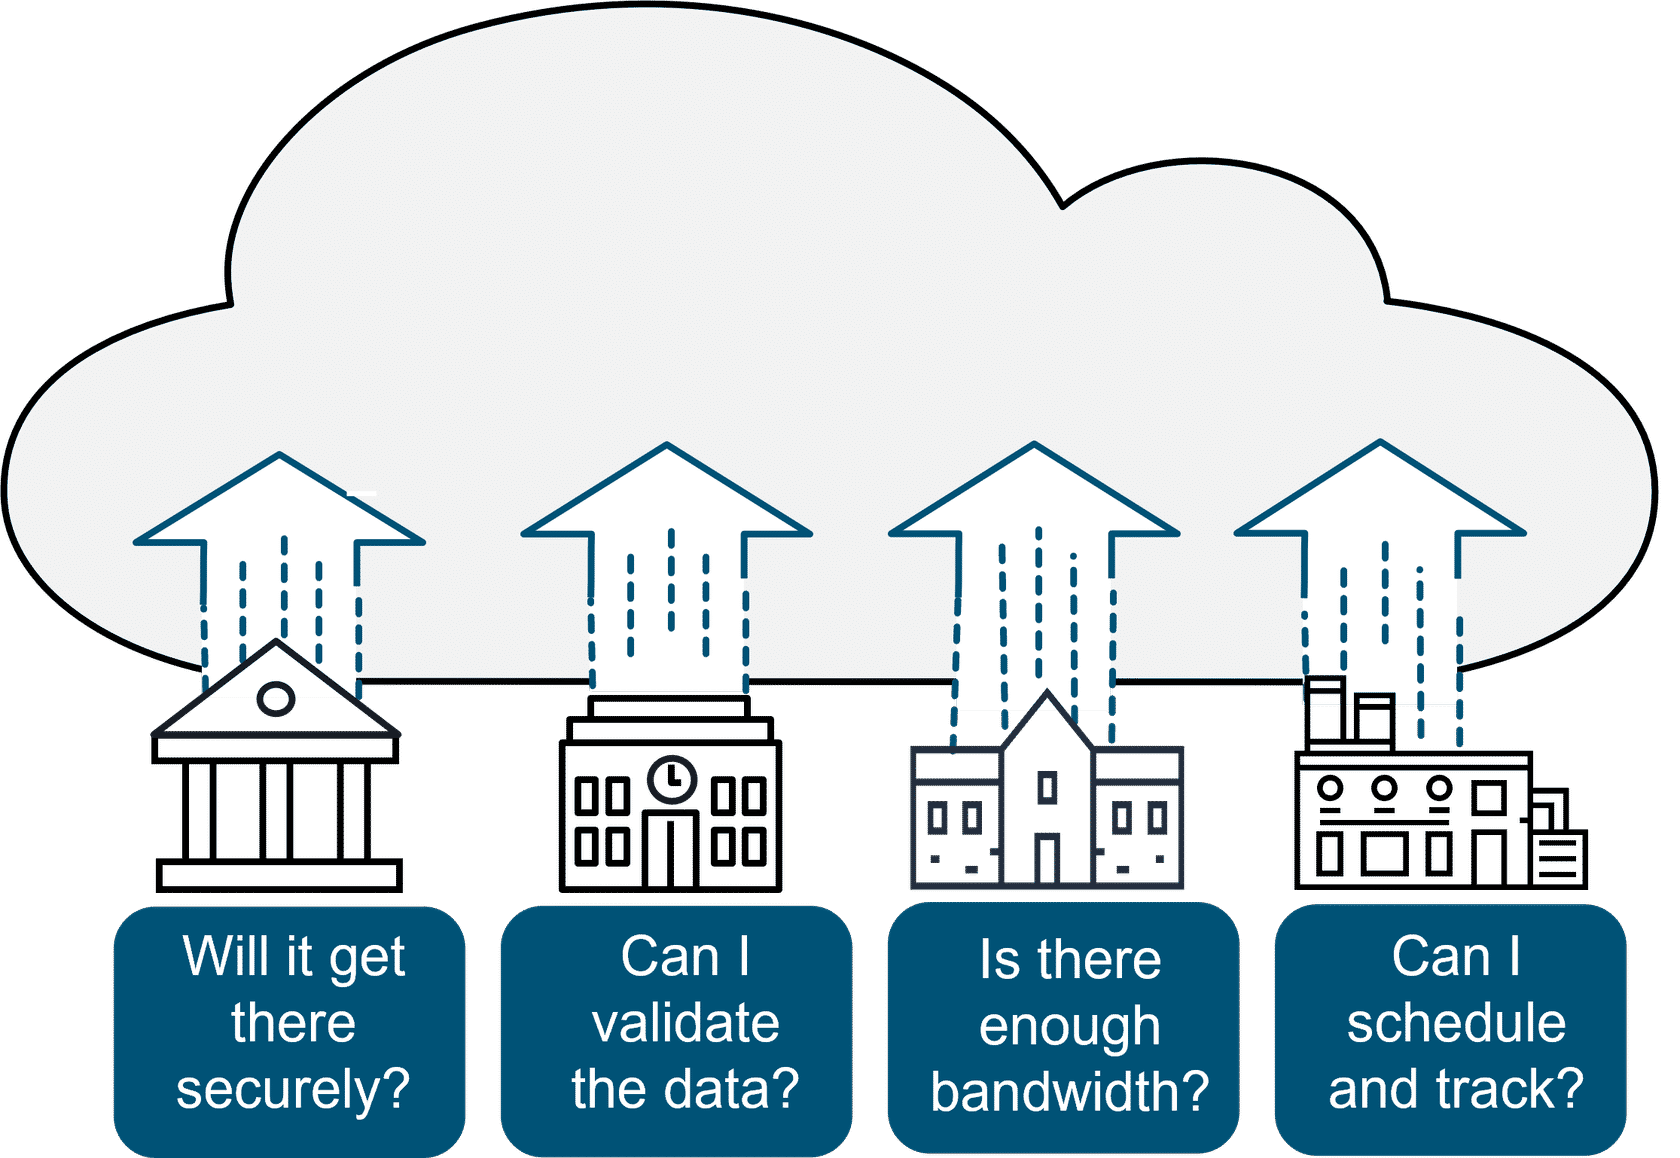 Will it get
there
securely?
Can I
validate
the data?
Is there
enough
bandwidth?
Can I
schedule
and track?